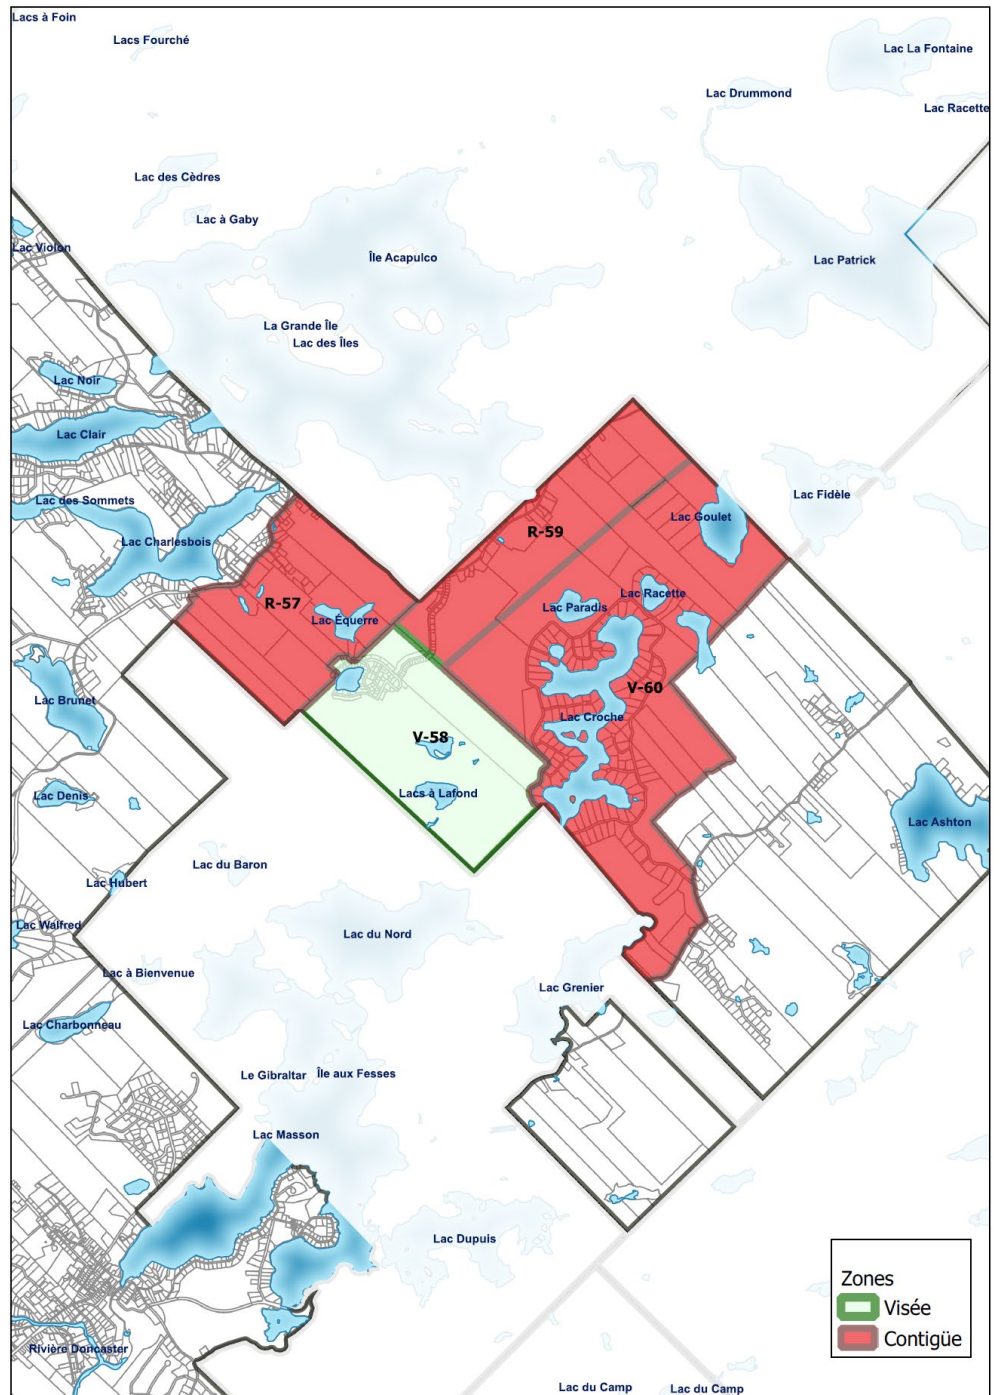 Lacs à Foin
Lacs Fourché
Lac La Fontaine
Lac Drummond
Lac Racette
Lac des Cèdres
Lac à Gaby
Lac Violon
Île Acapulco
Lac Patrick
La Grande Île
Lac des Îles
Lac Noir
Lac Clair
Lac des Sommets
Lac Fidèle
Lac Goulet
R-59
Lac Charlesbois
Lac Racette
R-57
Lac Paradis
Lac Équerre
V-60
Lac Brunet
Lac Croche
V-58
Lacs à Lafond
Lac Denis
Lac Ashton
Lac du Baron
Lac Hubert
Lac Walfred
Lac du Nord
Lac à Bienvenue
Lac Grenier
Lac Charbonneau
Le Gibraltar
Île aux Fesses
Lac Masson
Lac Dupuis
Zones
Visée
Contigüe
Rivière Doncaster
Lac du Camp
Lac du Camp